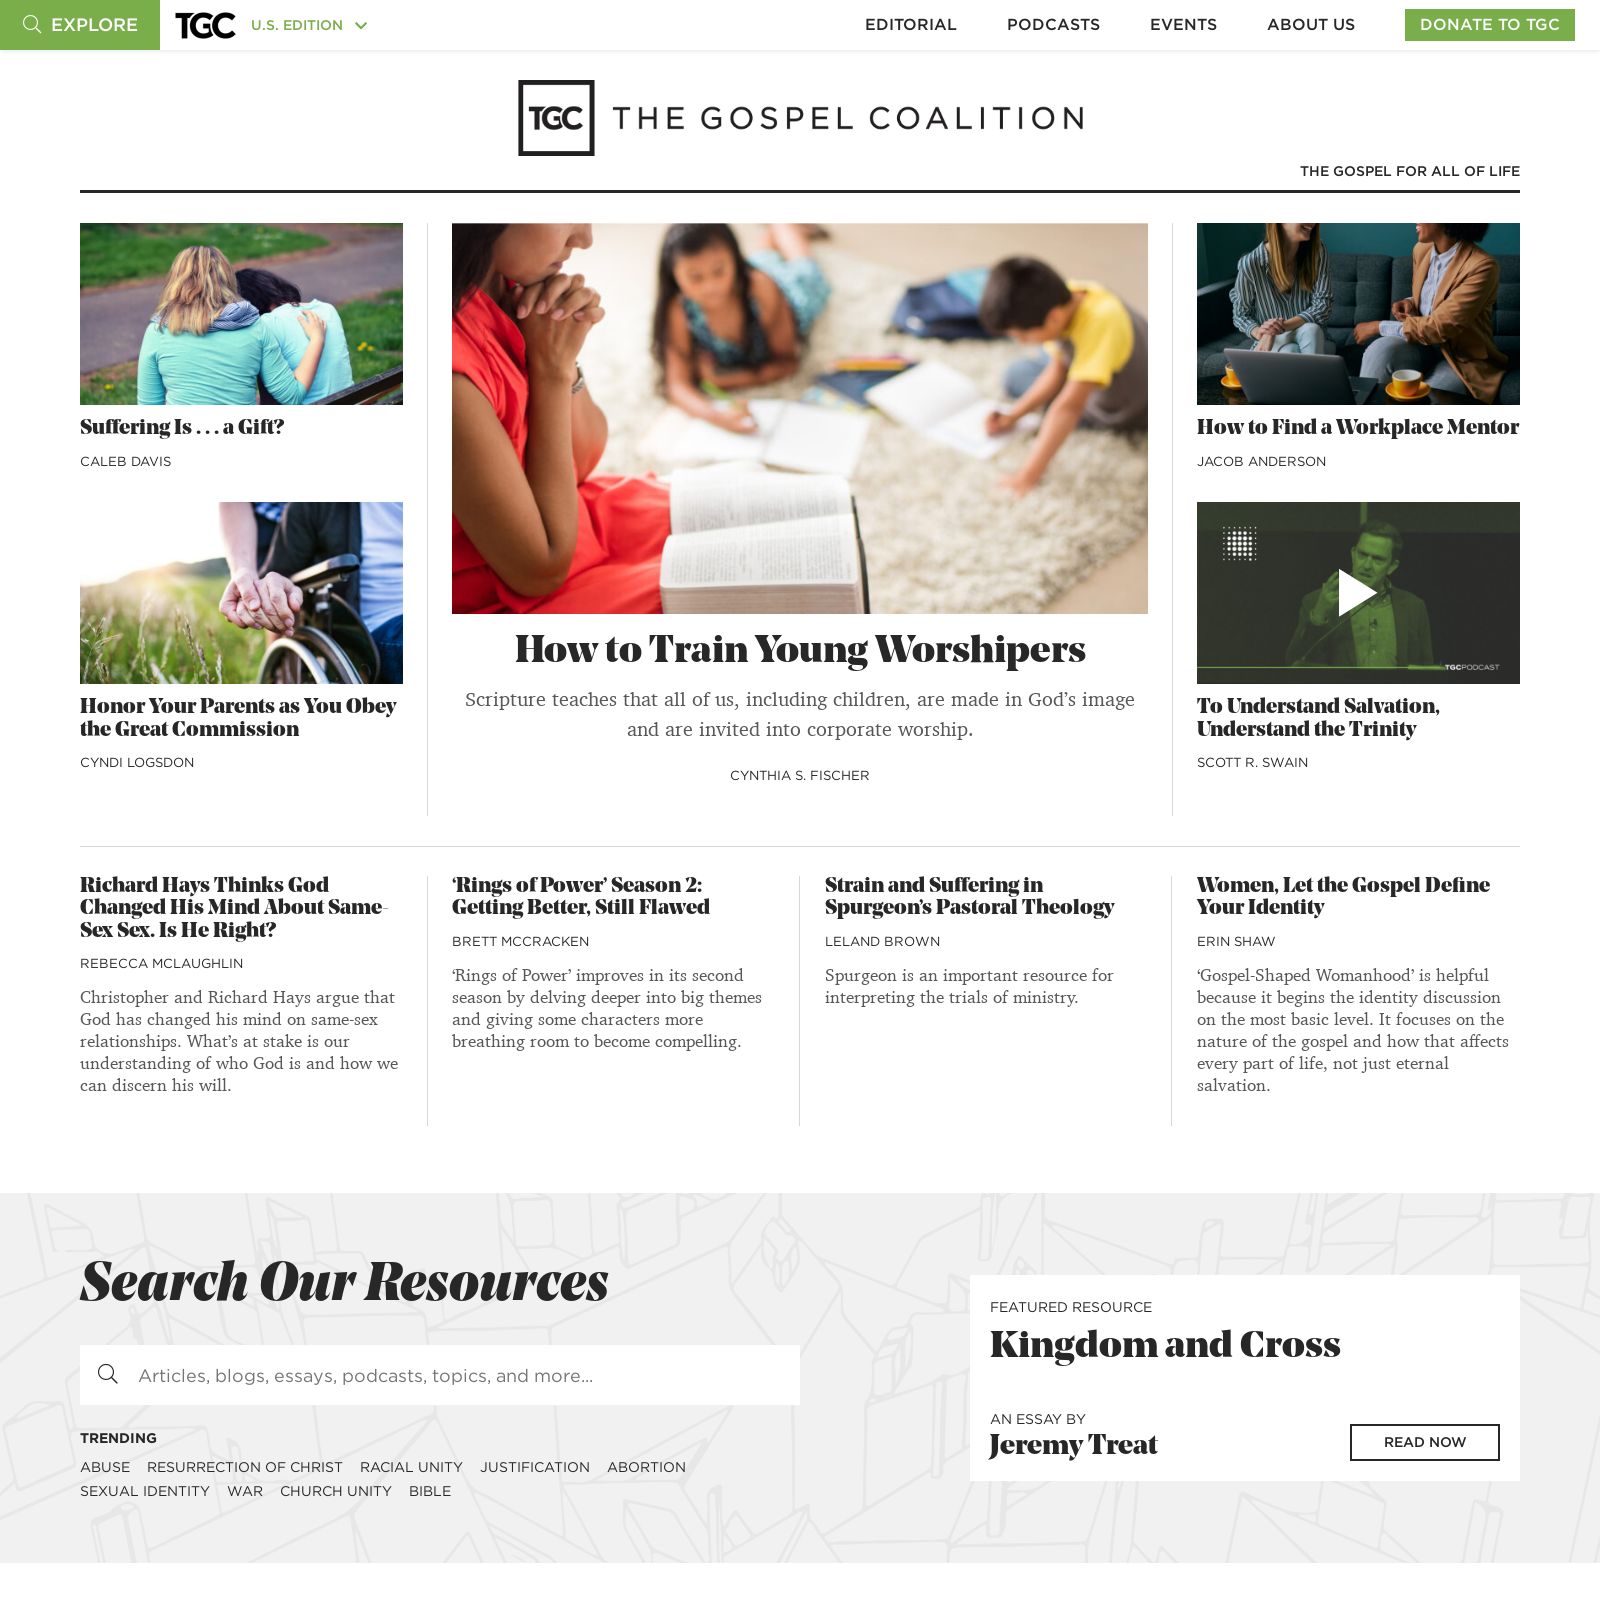 EXPLORE
TGC
U.S. EDITION
EDITORIAL
PODCASTS
EVENTS
ABOUT US
DONATE TO TGC
TGC THE GOSPEL COALITION
THE GOSPEL FOR ALL OF LIFE
Suffering Is . . . a Gift?
CALEB DAVIS
Honor Your Parents as You Obey
the Great Commission
CYNDI LOGSDON
How to Train Young Worshipers
Scripture teaches that all of us, including children, are made in God’s image
and are invited into corporate worship.
CYNTHIA S. FISCHER
How to Find a Workplace Mentor
JACOB ANDERSON
TGCPODCAST
To Understand Salvation,
Understand the Trinity
SCOTT R. SWAIN
Richard Hays Thinks God
Changed His Mind About Same-
Sex Sex. Is He Right?
REBECCA MCLAUGHLIN
Christopher and Richard Hays argue that
God has changed his mind on same-sex
relationships. What’s at stake is our
understanding of who God is and how we
can discern his will.
‘Rings of Power’ Season 2:
Getting Better, Still Flawed
BRETT MCCRACKEN
‘Rings of Power’ improves in its second
season by delving deeper into big themes
and giving some characters more
breathing room to become compelling.
Strain and Suffering in
Spurgeon’s Pastoral Theology
LELAND BROWN
Spurgeon is an important resource for
interpreting the trials of ministry.
Women, Let the Gospel Define
Your Identity
ERIN SHAW
‘Gospel-Shaped Womanhood’ is helpful
because it begins the identity discussion
on the most basic level. It focuses on the
nature of the gospel and how that affects
every part of life, not just eternal
salvation.
Search Our Resources
Articles, blogs, essays, podcasts, topics, and more...
TRENDING
ABUSE RESURRECTION OF CHRIST RACIAL UNITY JUSTIFICATION ABORTION
SEXUAL IDENTITY WAR CHURCH UNITY BIBLE
FEATURED RESOURCE
Kingdom and Cross
AN ESSAY BY
Jeremy Treat
READ NOW